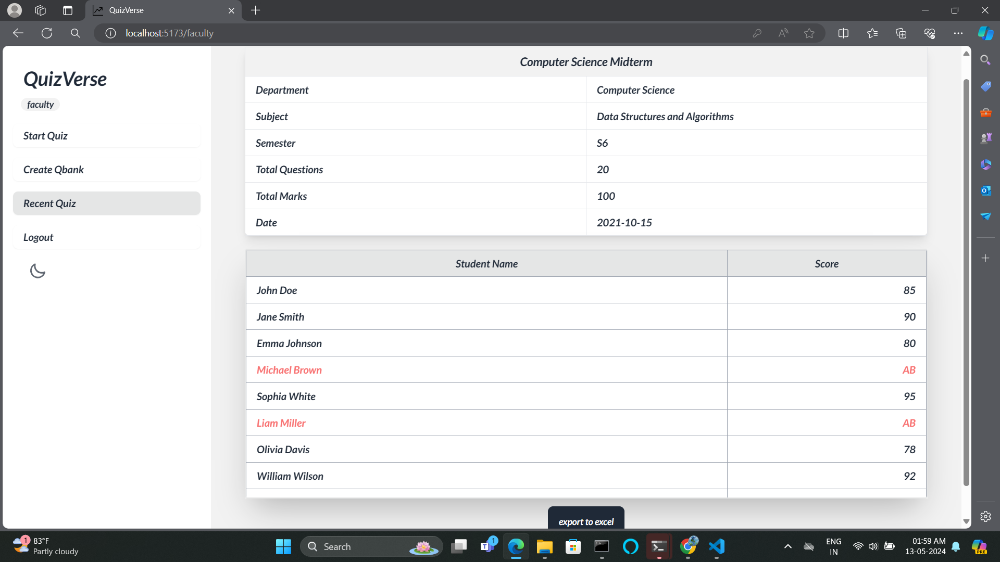 QuizVerse
localhost:5173/faculty
QuizVerse
faculty
Start Quiz
Create Qbank
Recent Quiz
Logout
Computer Science Midterm
Department Computer Science
Subject Data Structures and Algorithms
Semester S6
Total Questions 20
Total Marks 100
Date 2021-10-15
Student Name Score
John Doe 85
Jane Smith 90
Emma Johnson 80
Michael Brown AB
Sophia White 95
Liam Miller AB
Olivia Davis 78
William Wilson 92
export to excel
1
83°F
Partly cloudy
Search
1
ENG
IN
01:59 AM
13-05-2024
PRE